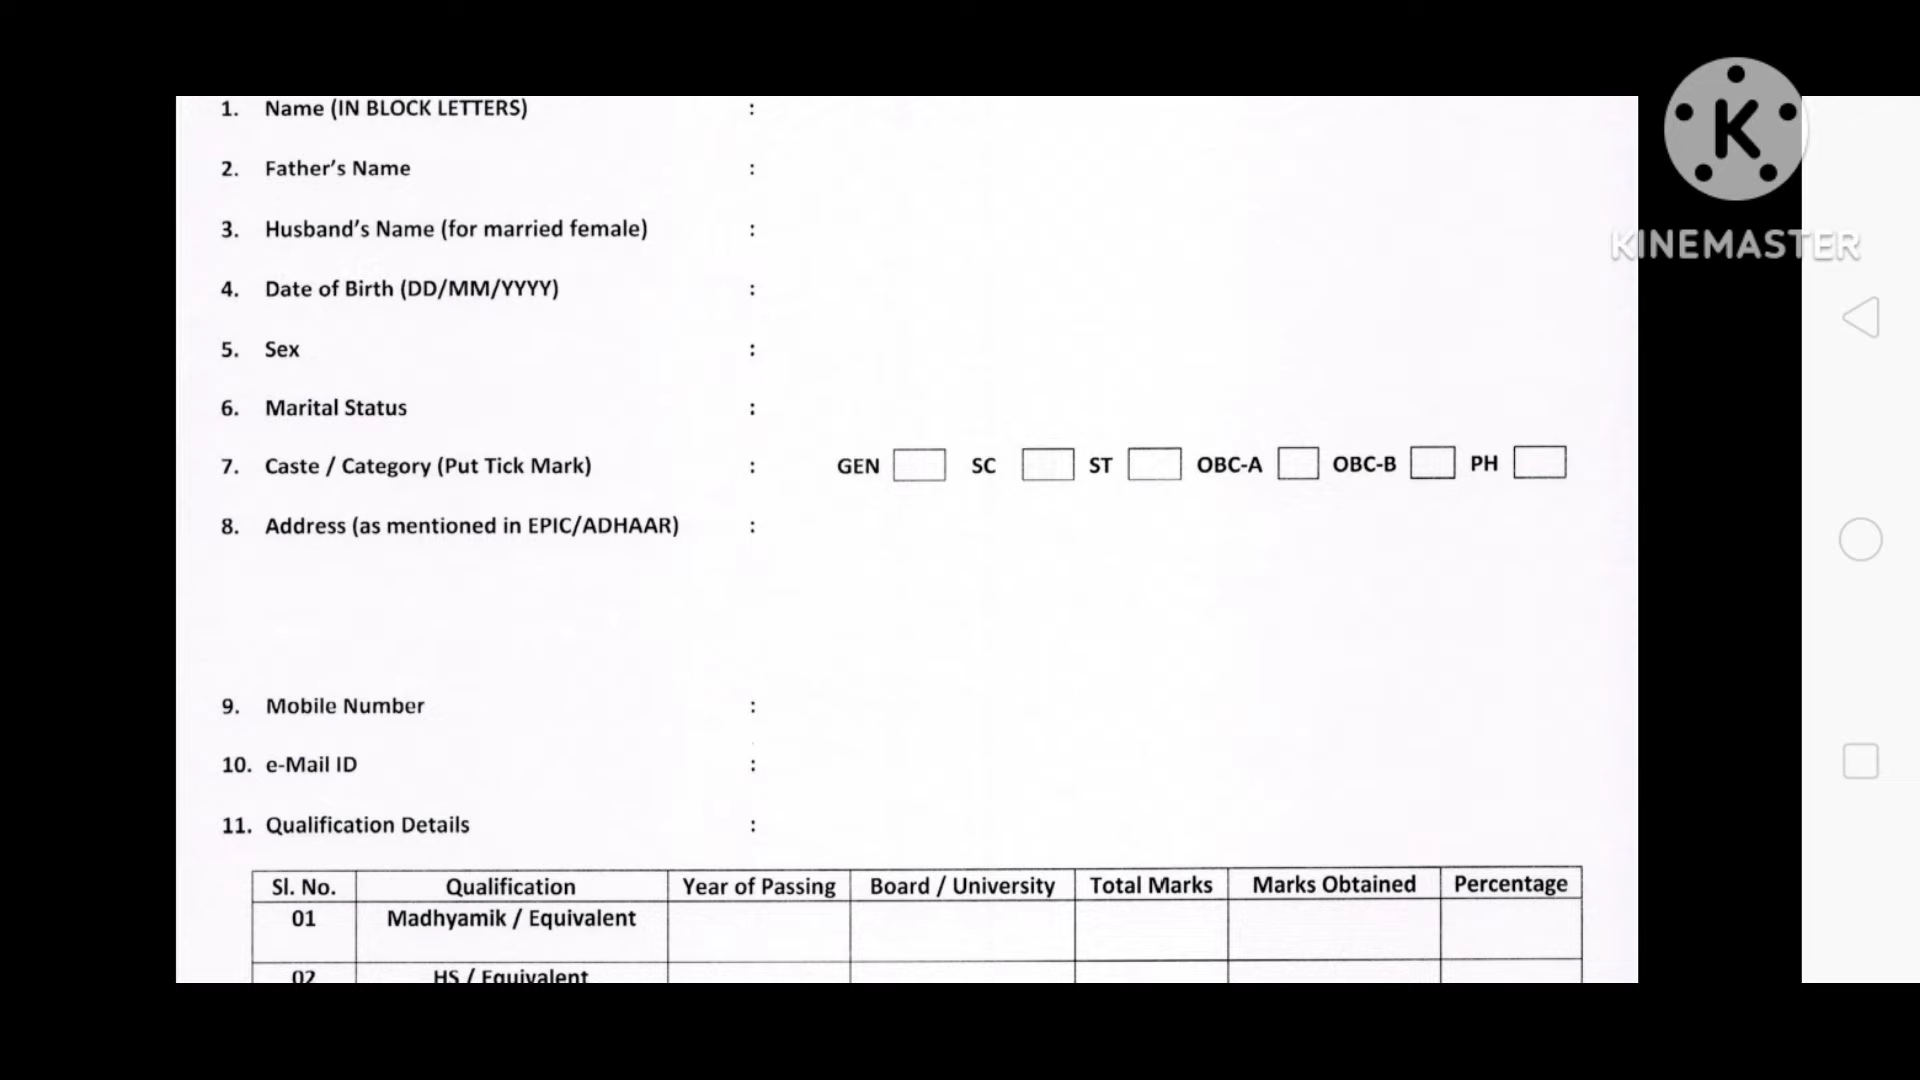 1. Name (IN BLOCK LETTERS) :
2. Father's Name :
3. Husband's Name (for married female) :
4. Date of Birth (DD/MM/YYYY) :
5. Sex :
6. Marital Status :
7. Caste / Category (Put Tick Mark) : GEN SC ST OBC-A OBC-B PH
8. Address (as mentioned in EPIC/ADHAAR) :
9. Mobile Number :
10. e-Mail ID :
11. Qualification Details :
Sl. No. Qualification Year of Passing Board / University Total Marks Marks Obtained Percentage
01 Madhyamik / Equivalent
02 HS / Equivalent
K
KINEMASTER